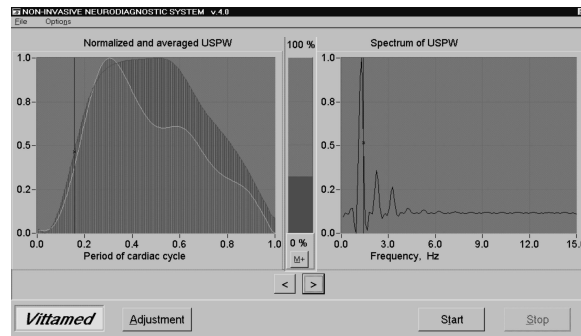 NON-INVASIVE NEURODIAGNOSTIC SYSTEM v.4.0
File Options
Normalized and averaged USPW
100 %
Spectrum of USPW
1.0
0.8
0.5
0.2
0.0
0.0 0.2 0.4 0.6 0.8 1.0
Period of cardiac cycle
0 %
M+
1.0
0.8
0.5
0.2
0.0
0.0 3.0 6.0 9.0 12.0 15.
Frequency, Hz
< >
Vittamed
Adjustment
Start
Stop